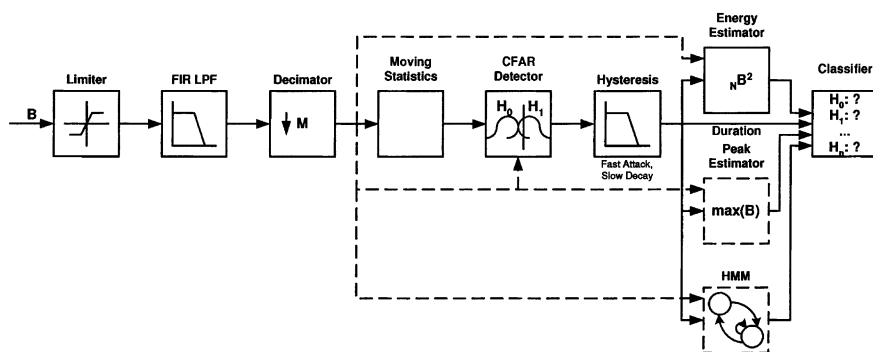 Energy
Estimator
Limiter
FIR LPF
Decimator
Moving
Statistics
CFAR
Detector
Hysteresis
Classifier
B
↓ M
H₀
H₁
NB²
H₀: ?
H₁: ?
...
Hₙ: ?
Fast Attack,
Slow Decay
Duration
Peak
Estimator
max(B)
HMM